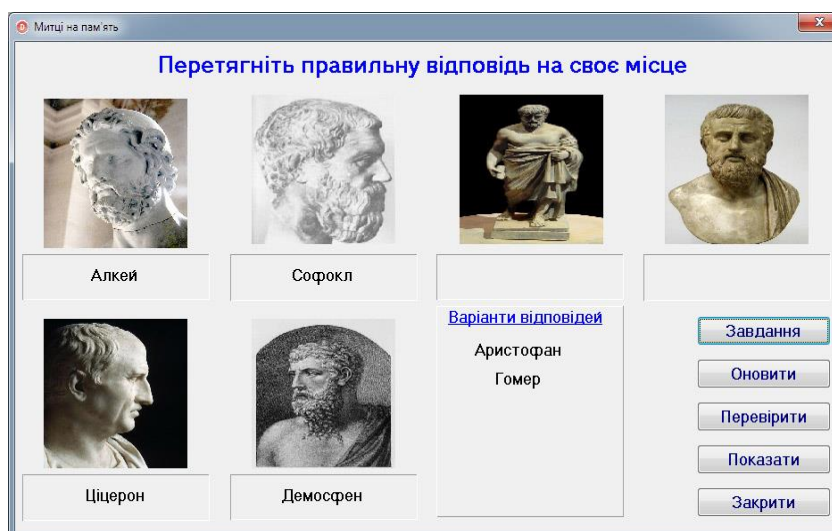 Митці на пам'ять
Перетягніть правильну відповідь на своє місце
Алкей
Софокл
Варіанти відповідей
Аристофан
Гомер
Завдання
Оновити
Перевірити
Показати
Закрити
Ціцерон
Демосфен